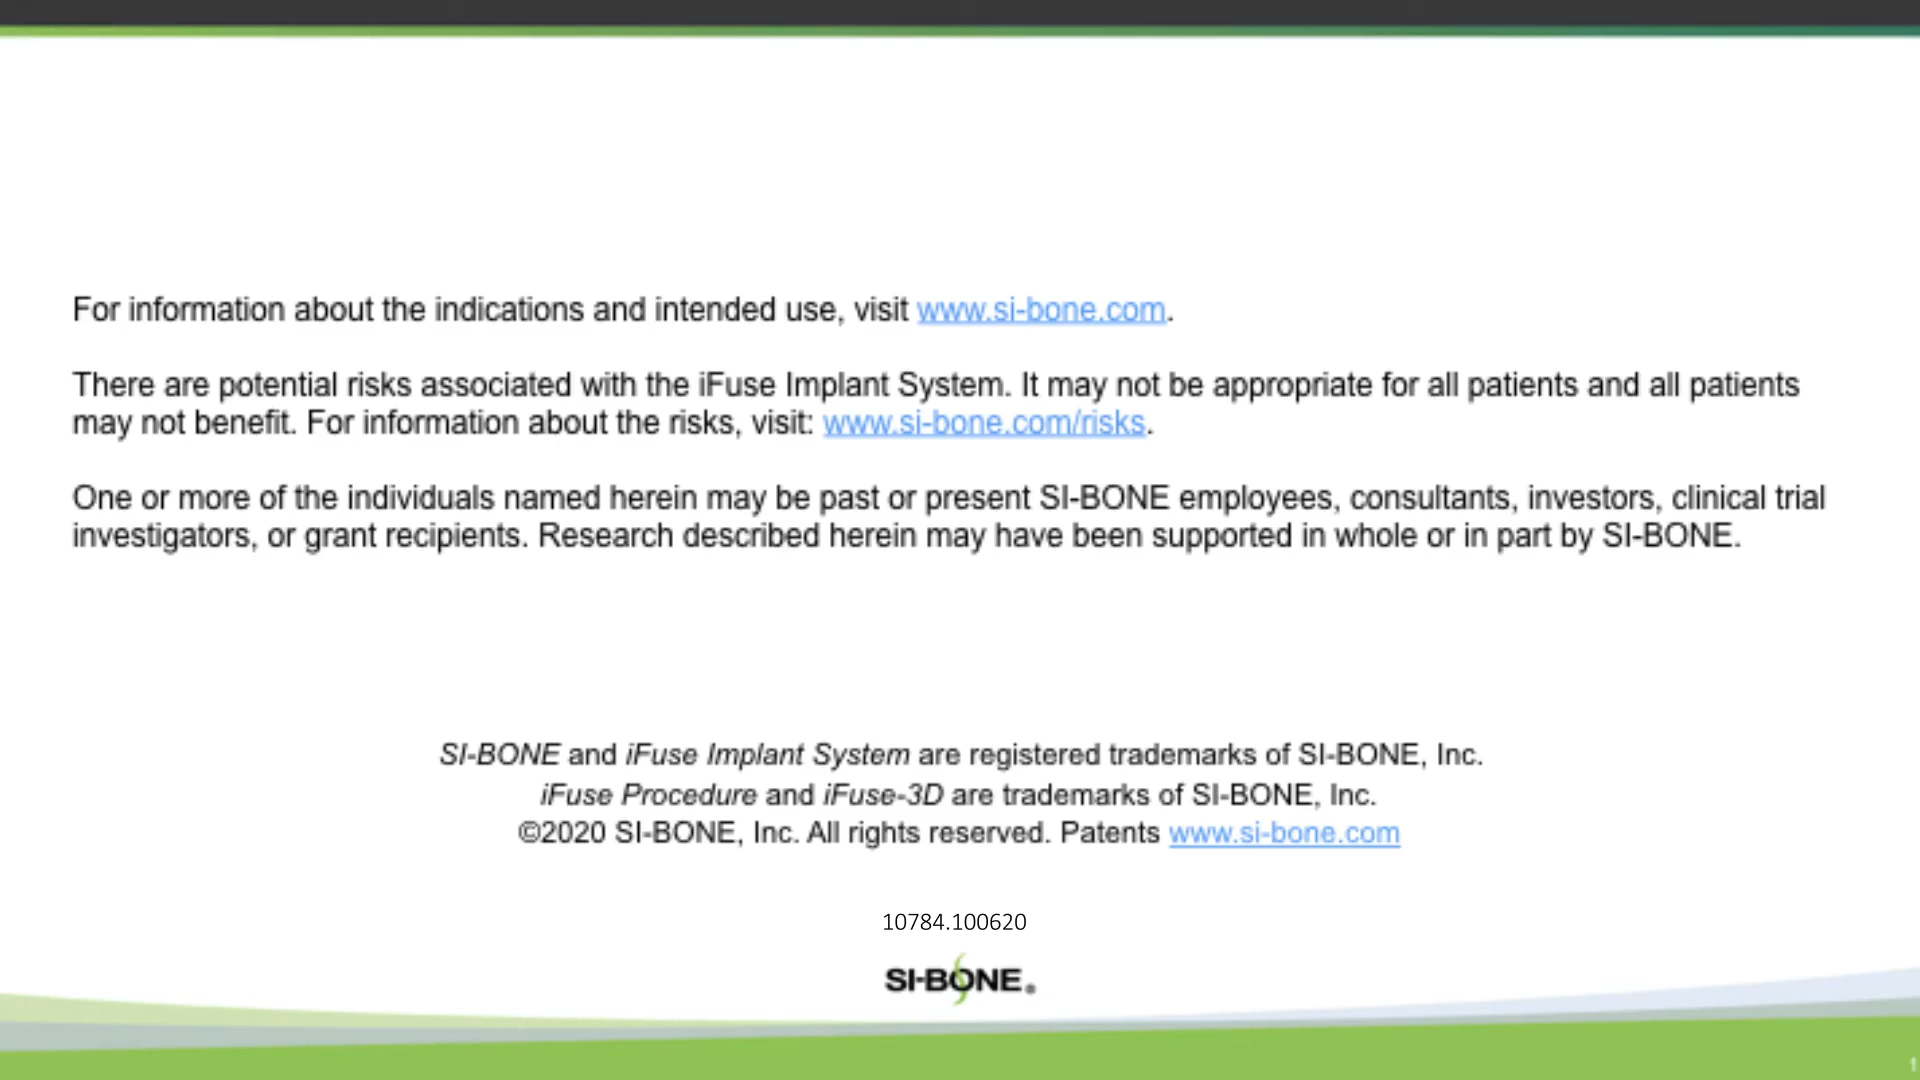 For information about the indications and intended use, visit www.si-bone.com.
There are potential risks associated with the iFuse Implant System. It may not be appropriate for all patients and all patients
may not benefit. For information about the risks, visit: www.si-bone.com/risks.
One or more of the individuals named herein may be past or present SI-BONE employees, consultants, investors, clinical trial
investigators, or grant recipients. Research described herein may have been supported in whole or in part by SI-BONE.
SI-BONE and iFuse Implant System are registered trademarks of SI-BONE, Inc.
iFuse Procedure and iFuse-3D are trademarks of SI-BONE, Inc.
©2020 SI-BONE, Inc. All rights reserved. Patents www.si-bone.com
10784.100620
SI-BONE®
1